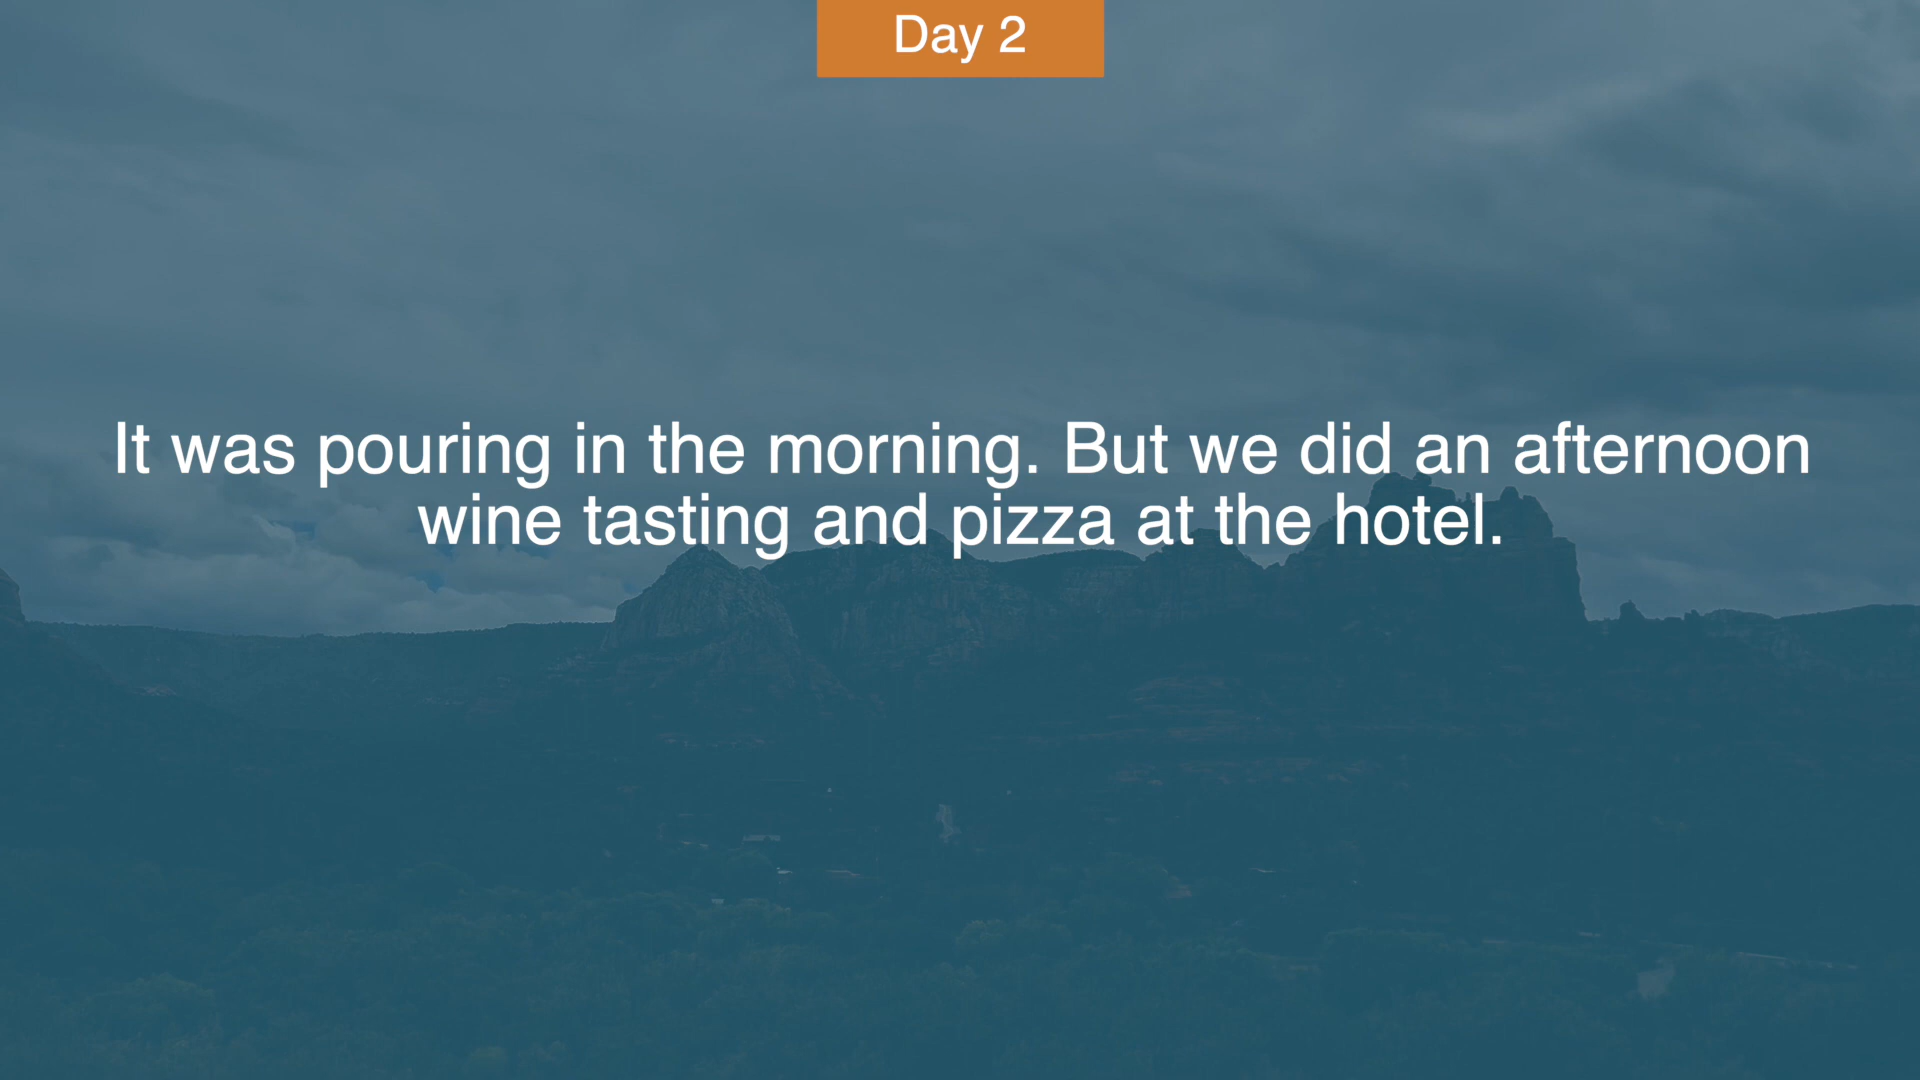 Day 2
It was pouring in the morning. But we did an afternoon
wine tasting and pizza at the hotel.